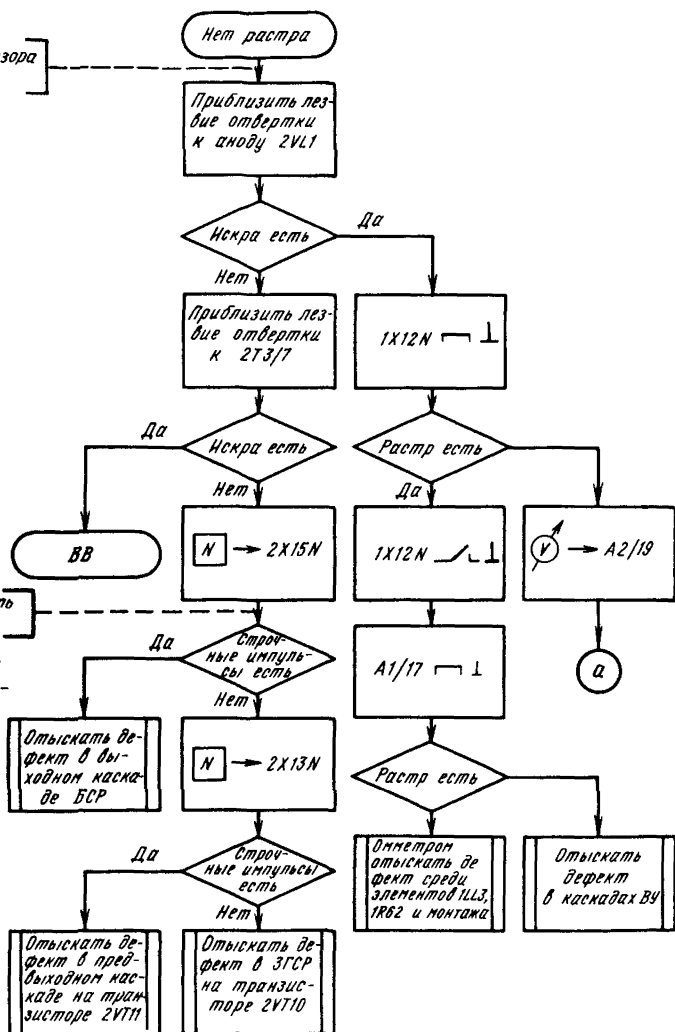 Нет растра
зора
Приблизить лез-
вие отвертки
к аноду 2VL1
Искра есть
Да
Нет
Приблизить лез-
вие отвертки
к 2Т3/7
1X12N ⊥
Да
Искра есть
Растр есть
Нет
Да
ВВ
N → 2X15N
1X12N ⊥
V → A2/19
ть
Да
Строч-
ные импуль-
сы есть
А1/17 ⊥
а
Нет
Отыскать де-
фект в вы-
ходном каска-
де БСР
N → 2X13N
Растр есть
Да
Строч-
ные импульсы
есть
Омметром
отыскать де
фект среди
элементов 1LL3,
1R62 и монтажа
Отыскать
дефект
в каскадах ВУ
Нет
Отыскать де-
фект в пред-
выходном кас-
каде на тран-
зисторе 2VT11
Отыскать де-
фект в ЗГСР
на транзис-
торе 2VT10